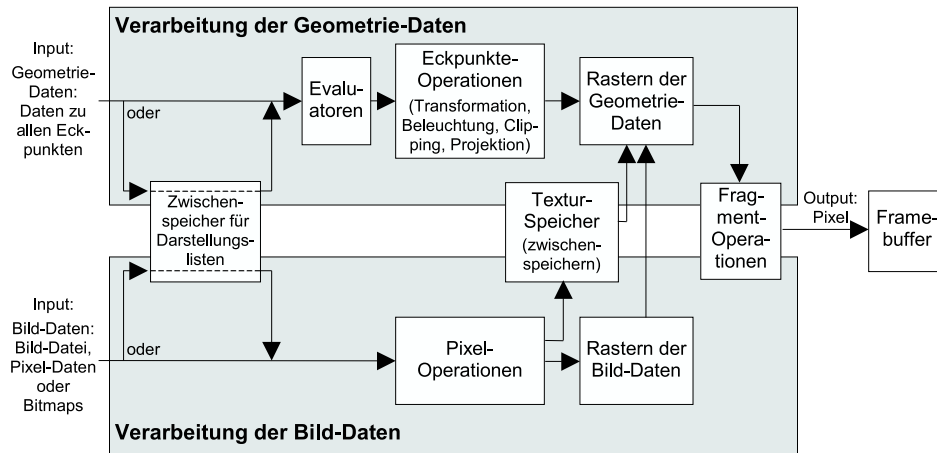 Verarbeitung der Geometrie-Daten
Input:
Geometrie-
Daten:
Daten zu
allen Eck-
punkten
oder
Evalu-
atoren
Eckpunkte-
Operationen
(Transformation,
Beleuchtung, Clip-
ping, Projektion)
Rastern der
Geometrie-
Daten
Zwischen-
speicher für
Darstellungs-
listen
Textur-
Speicher
(zwischen-
speichern)
Frag-
ment-
Opera-
tionen
Output:
Pixel
Frame-
buffer
Input:
Bild-Daten:
Bild-Datei,
Pixel-Daten
oder
Bitmaps
oder
Pixel-
Operationen
Rastern der
Bild-Daten
Verarbeitung der Bild-Daten